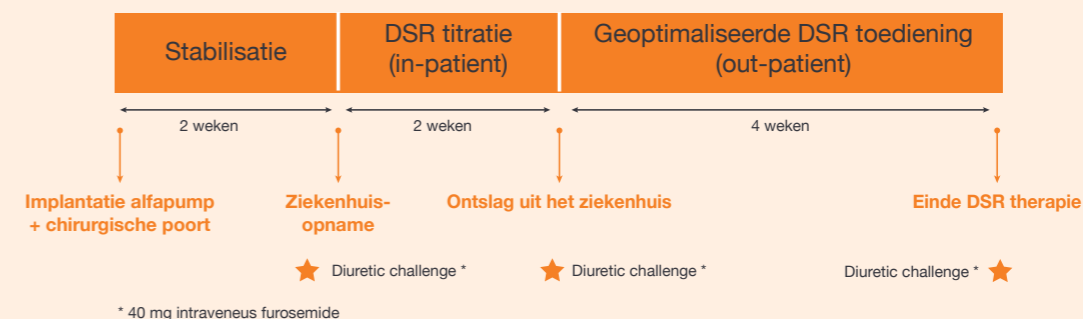 Stabilisatie
DSR titratie
(in-patient)
Geoptimaliseerde DSR toediening
(out-patient)
2 weken
2 weken
4 weken
Implantatie alfapump
+ chirurgische poort
Ziekenhuis-
opname
Ontslag uit het ziekenhuis
Einde DSR therapie
Diuretic challenge *
Diuretic challenge *
Diuretic challenge *
* 40 mg intraveneus furosemide